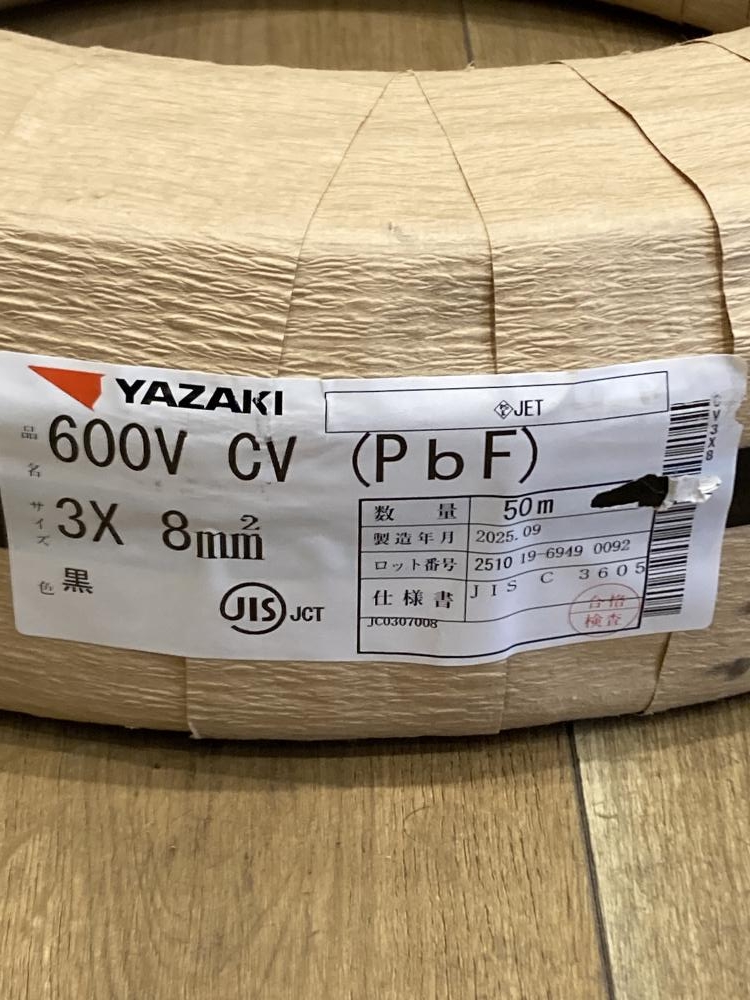 YAZAKI
JET
品名 600V CV (PbF)
サイズ 3X 8mm²
色 黒
JIS JCT
数量 50m
製造年月 2025.09
ロット番号 2510 19-6949 0092
仕様書 JIS C 3605
JC0307008
合格
検査
CV3X8